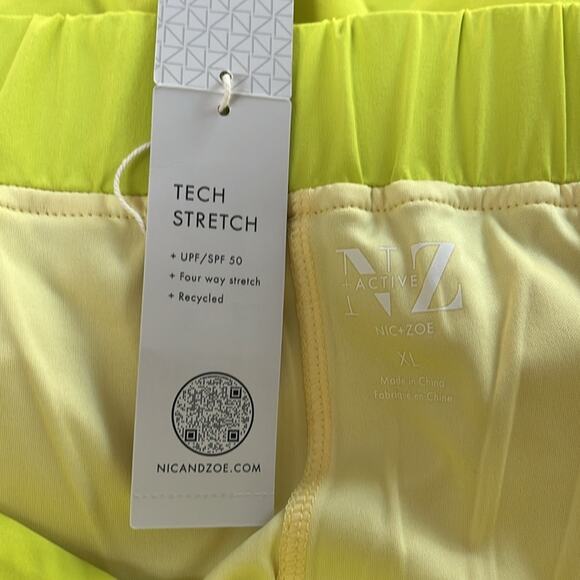 TECH
STRETCH
+ UPF/SPF 50
+ Four way stretch
+ Recycled
NICANDZOE.COM
NZ
+ACTIVE
NIC+ZOE
XL
Made in China
Fabriqué en Chine